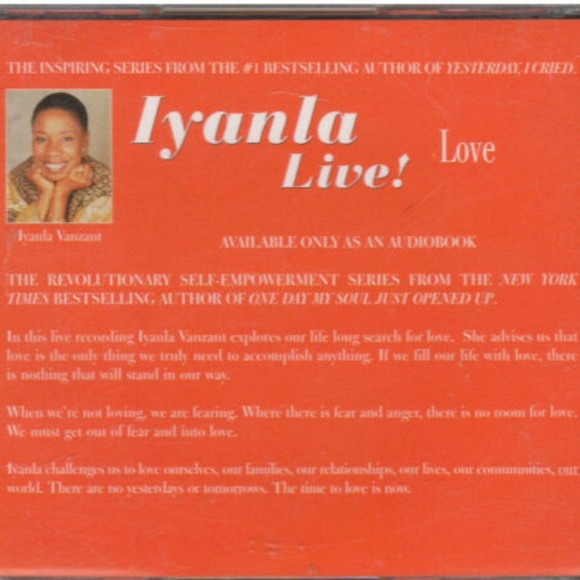 THE INSPIRING SERIES FROM THE #1 BESTSELLING AUTHOR OF YESTERDAY, I CRIED.
Iyanla
Live!
Love
Iyanla Vanzant
AVAILABLE ONLY AS AN AUDIOBOOK
THE REVOLUTIONARY SELF-EMPOWERMENT SERIES FROM THE NEW YORK
TIMES BESTSELLING AUTHOR OF ONE DAY MY SOUL JUST OPENED UP.
In this live recording Iyanla Vanzant explores our life long search for love. She advises us that
love is the only thing we truly need to accomplish anything. If we fill our life with love, there
is nothing that will stand in our way.
When we're not loving, we are fearing. Where there is fear and anger, there is no room for love.
We must get out of fear and into love.
Iyanla challenges us to love ourselves, our families, our relationships, our lives, our communities, our
world. There are no yesterdays or tomorrows. The time to love is now.